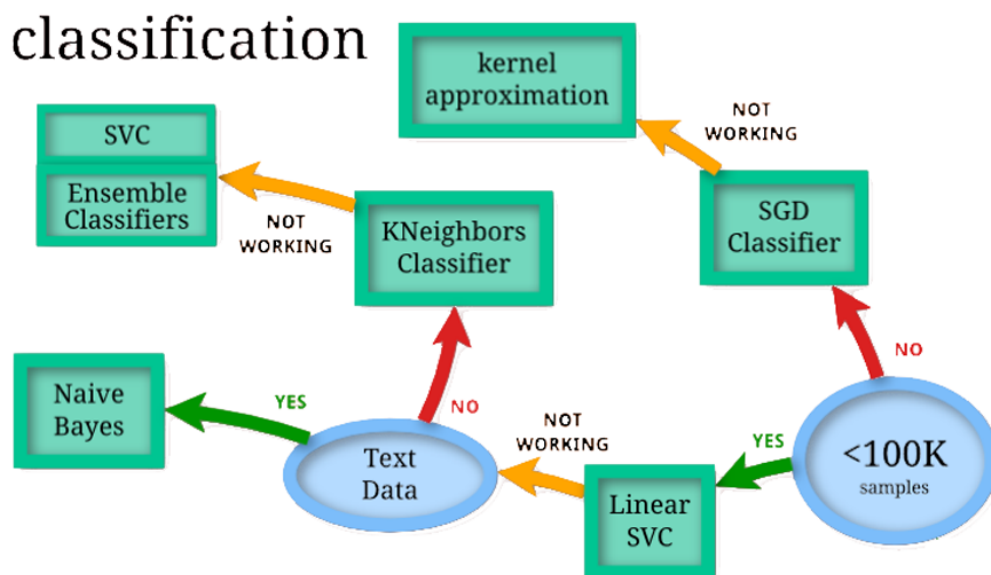 classification
kernel
approximation
NOT
WORKING
SVC
Ensemble
Classifiers
NOT
WORKING
KNeighbors
Classifier
SGD
Classifier
NO
Naive
Bayes
YES
NO
Text
Data
NOT
WORKING
Linear
SVC
YES
<100K
samples